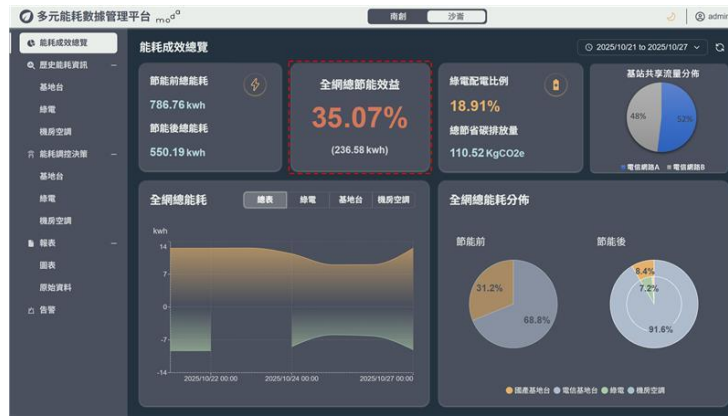 多元能耗數據管理平台 moda
南創 沙崙
admin
能耗成效總覽
歷史能耗資訊
基地台
綠電
機房空調
能耗調控決策
基地台
綠電
機房空調
報表
圖表
原始資料
告警
能耗成效總覽
2025/10/21 to 2025/10/27
節能前總能耗
786.76 kwh
節能後總能耗
550.19 kwh
全網總節能效益
35.07%
(236.58 kwh)
綠電配電比例
18.91%
總節省碳排放量
110.52 KgCO2e
基站共享流量分佈
48% 52%
電信網路A 電信網路B
全網總能耗
總表 綠電 基地台 機房空調
kwh
14
7
0
-7
-14
2025/10/22 00:00 2025/10/24 00:00 2025/10/27 00:00
全網總能耗分佈
節能前 節能後
31.2%
68.8%
8.4%
7.2%
91.6%
國產基地台 電信基地台 綠電 機房空調